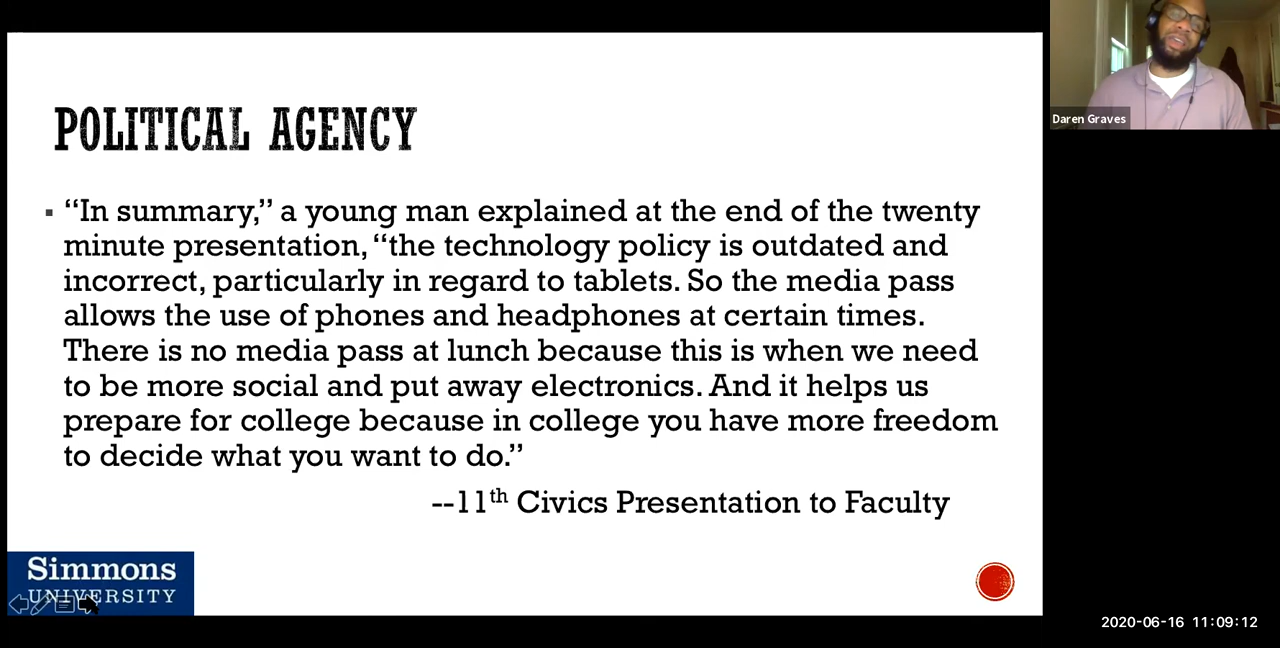 POLITICAL AGENCY
▪ “In summary,” a young man explained at the end of the twenty
minute presentation, “the technology policy is outdated and
incorrect, particularly in regard to tablets. So the media pass
allows the use of phones and headphones at certain times.
There is no media pass at lunch because this is when we need
to be more social and put away electronics. And it helps us
prepare for college because in college you have more freedom
to decide what you want to do.”
--11th Civics Presentation to Faculty
Simmons
UNIVERSITY
Daren Graves
2020-06-16 11:09:12